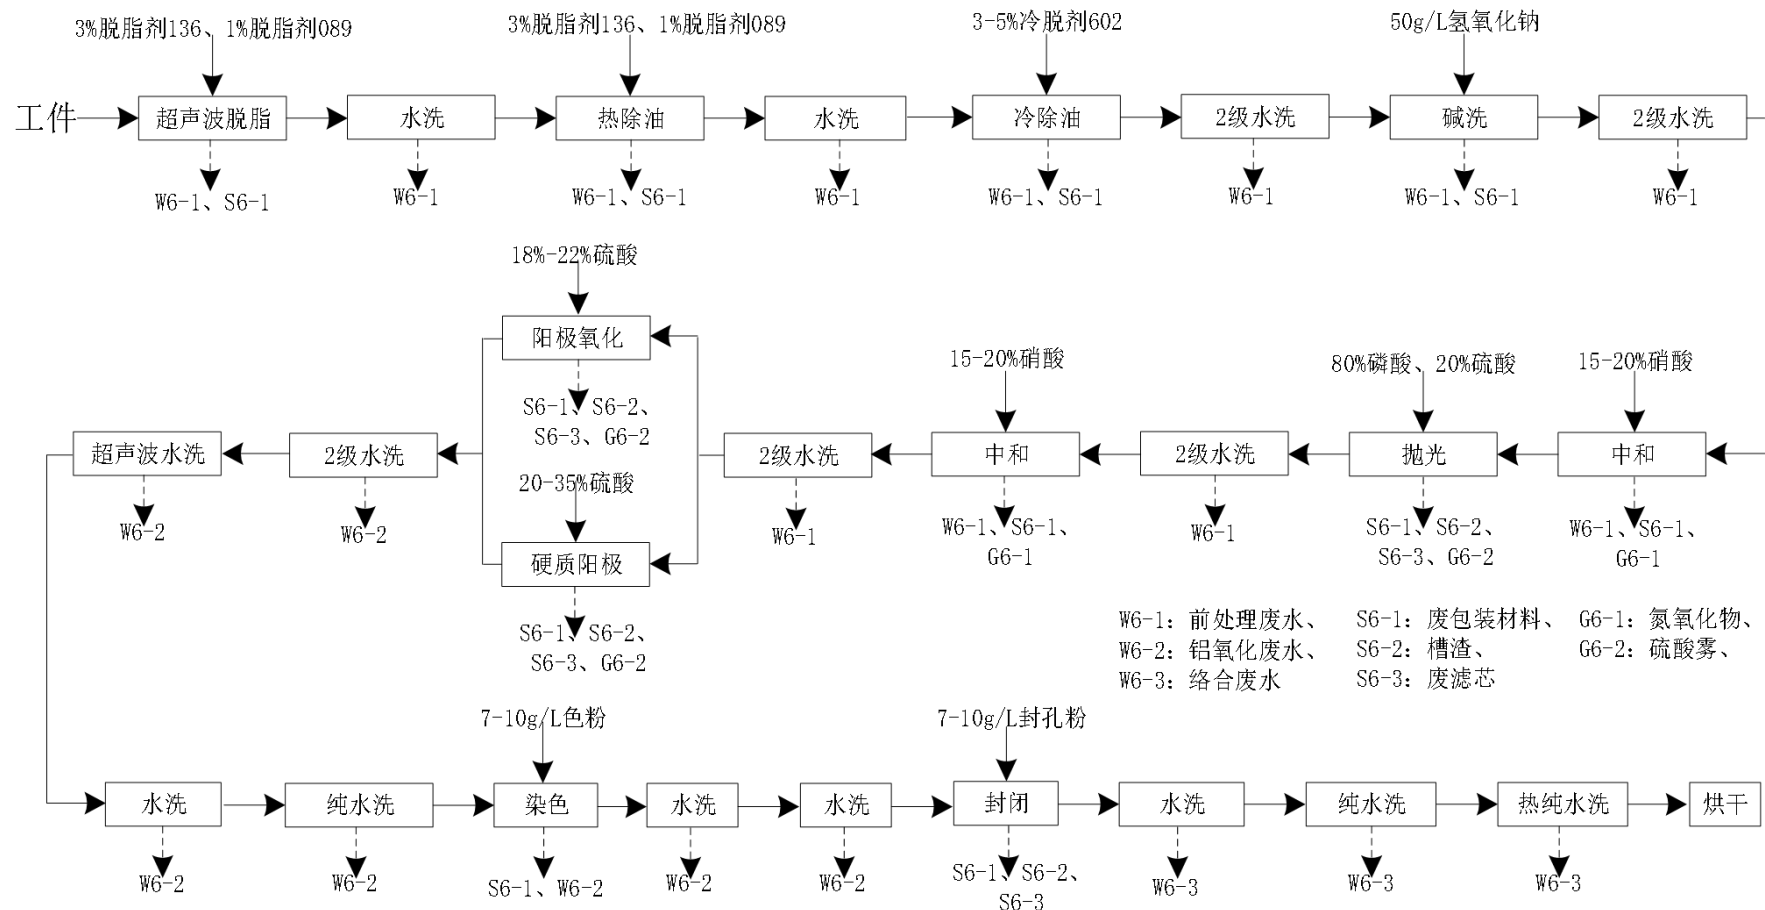 3%脱脂剂136、1%脱脂剂089
3%脱脂剂136、1%脱脂剂089
3-5%冷脱剂602
50g/L氢氧化钠
工件
超声波脱脂
水洗
热除油
水洗
冷除油
2级水洗
碱洗
2级水洗
W6-1、S6-1
W6-1
W6-1、S6-1
W6-1
W6-1、S6-1
W6-1
W6-1、S6-1
W6-1
18%-22%硫酸
阳极氧化
S6-1、S6-2、
S6-3、G6-2
20-35%硫酸
硬质阳极
S6-1、S6-2、
S6-3、G6-2
15-20%硝酸
80%磷酸、20%硫酸
15-20%硝酸
超声波水洗
2级水洗
2级水洗
中和
2级水洗
抛光
中和
W6-2
W6-2
W6-1
W6-1、S6-1、
G6-1
W6-1
S6-1、S6-2、
S6-3、G6-2
W6-1、S6-1、
G6-1
W6-1：前处理废水、 S6-1：废包装材料、 G6-1：氮氧化物、
W6-2：铝氧化废水、 S6-2：槽渣、 G6-2：硫酸雾、
W6-3：络合废水 S6-3：废滤芯
7-10g/L色粉
7-10g/L封孔粉
水洗
纯水洗
染色
水洗
水洗
封闭
水洗
纯水洗
热纯水洗
烘干
W6-2
W6-2
S6-1、W6-2
W6-2
W6-2
S6-1、S6-2、
S6-3
W6-3
W6-3
W6-3